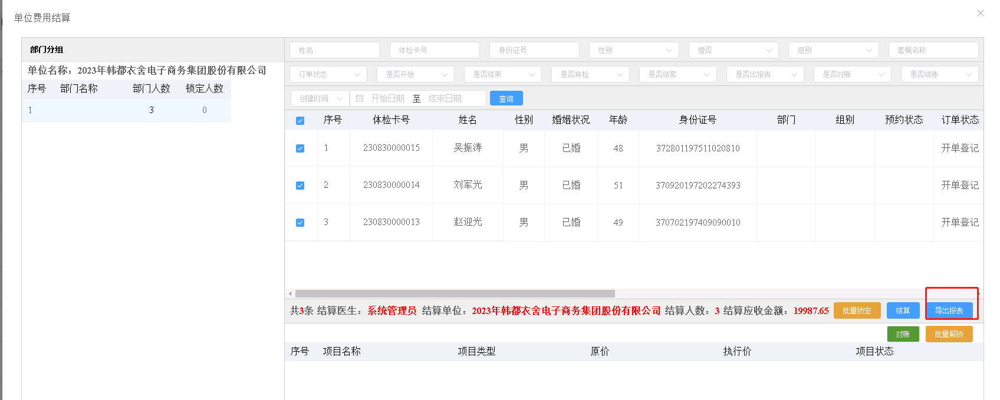 单位费用结算
部门分组
单位名称：2023年韩都衣舍电子商务集团股份有限公司
序号 部门名称 部门人数 锁定人数
1 3 0
姓名 体检卡号 身份证号 性别 婚否 组别 套餐名称
订单状态 是否开始 是否结束 是否弃检 是否结款 是否出报告 是否对账 是否结账
创建时间 开始日期 至 结束日期 查询
序号 体检卡号 姓名 性别 婚姻状况 年龄 身份证号 部门 组别 预约状态 订单状态
1 230830000015 吴振涛 男 已婚 48 372801197511020810 开单登记
2 230830000014 刘军光 男 已婚 51 370920197202274393 开单登记
3 230830000013 赵迎光 男 已婚 49 370702197409090010 开单登记
共3条 结算医生：系统管理员 结算单位：2023年韩都衣舍电子商务集团股份有限公司 结算人数：3 结算应收金额：19987.65 批量锁定 结算 导出报表
对账 批量解锁
序号 项目名称 项目类型 原价 执行价 项目状态